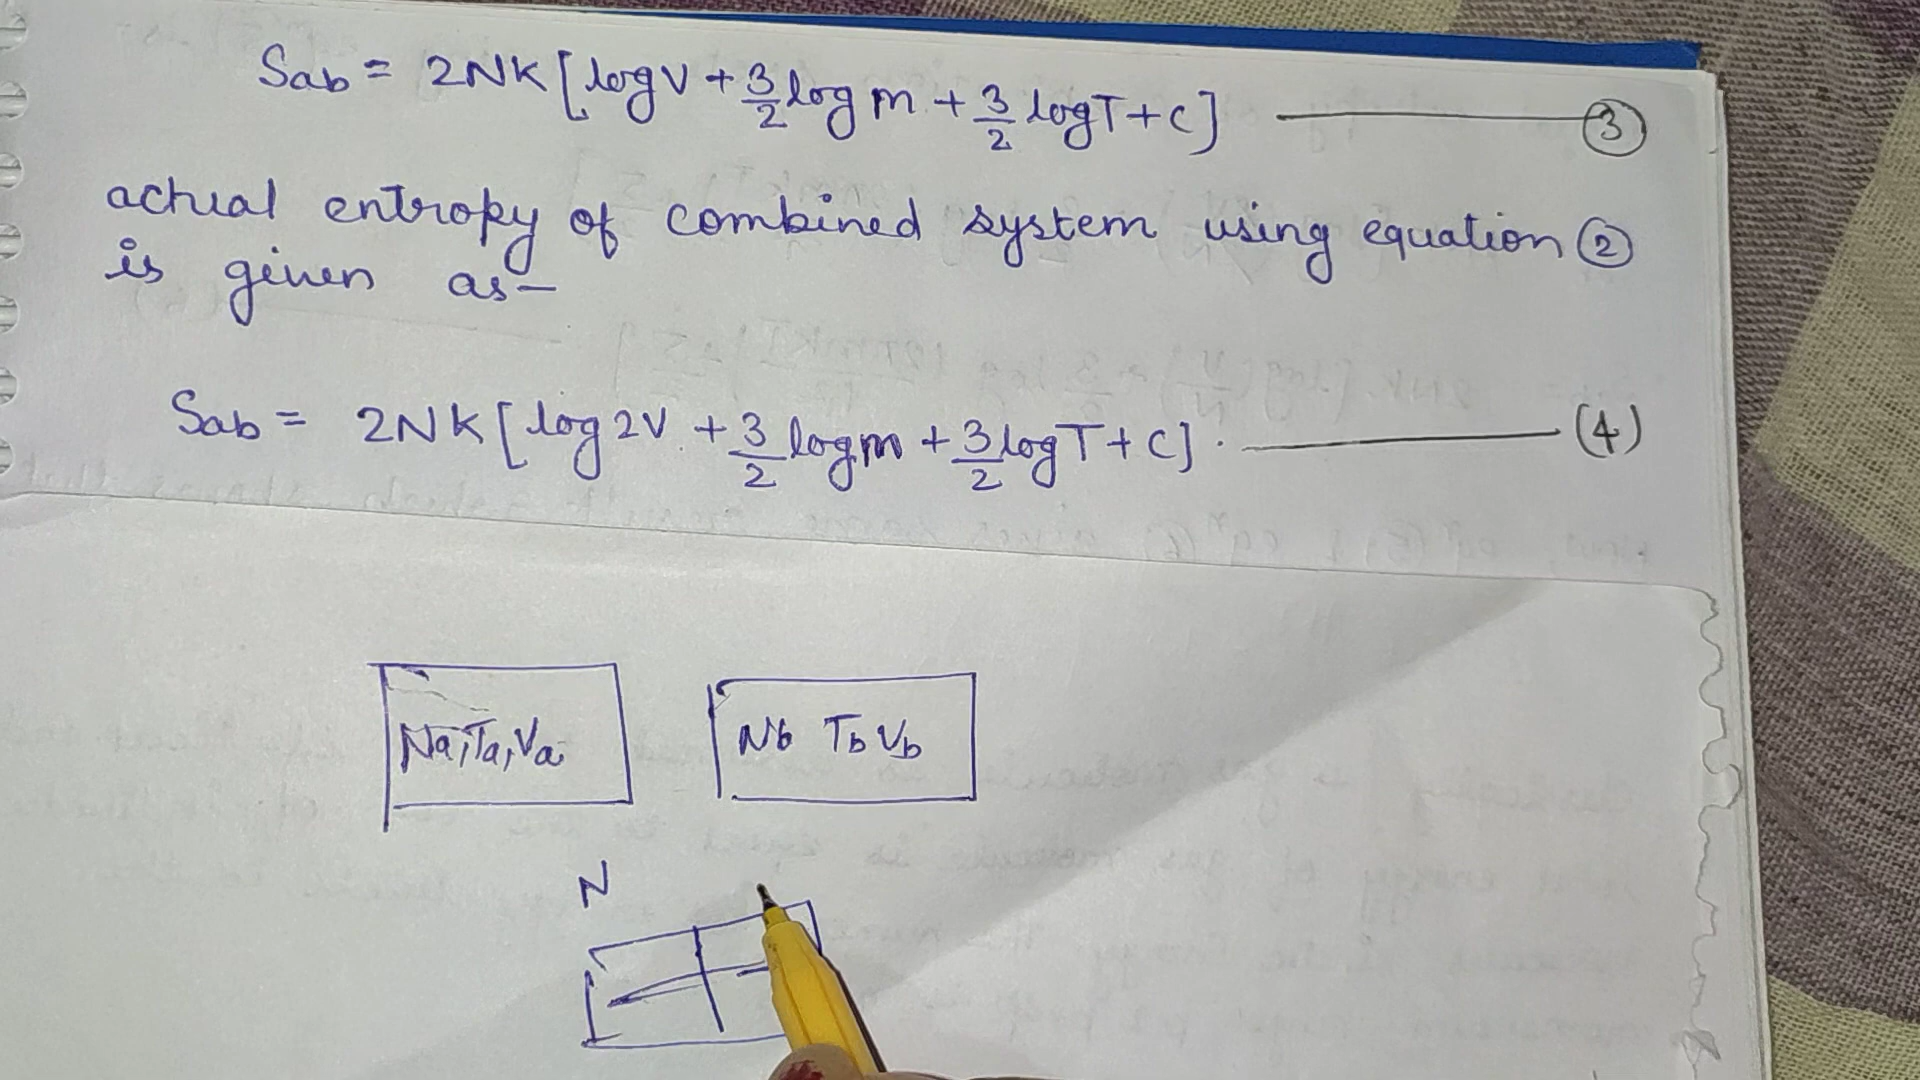 Sab = 2NK [log V + 3/2 log m + 3/2 log T + C] ——— ③
actual entropy of combined system using equation ②
is given as –
Sab = 2NK [log 2V + 3/2 log m + 3/2 log T + C] . ——— (4)
Na, Ta, Va
Nb Tb Vb
N